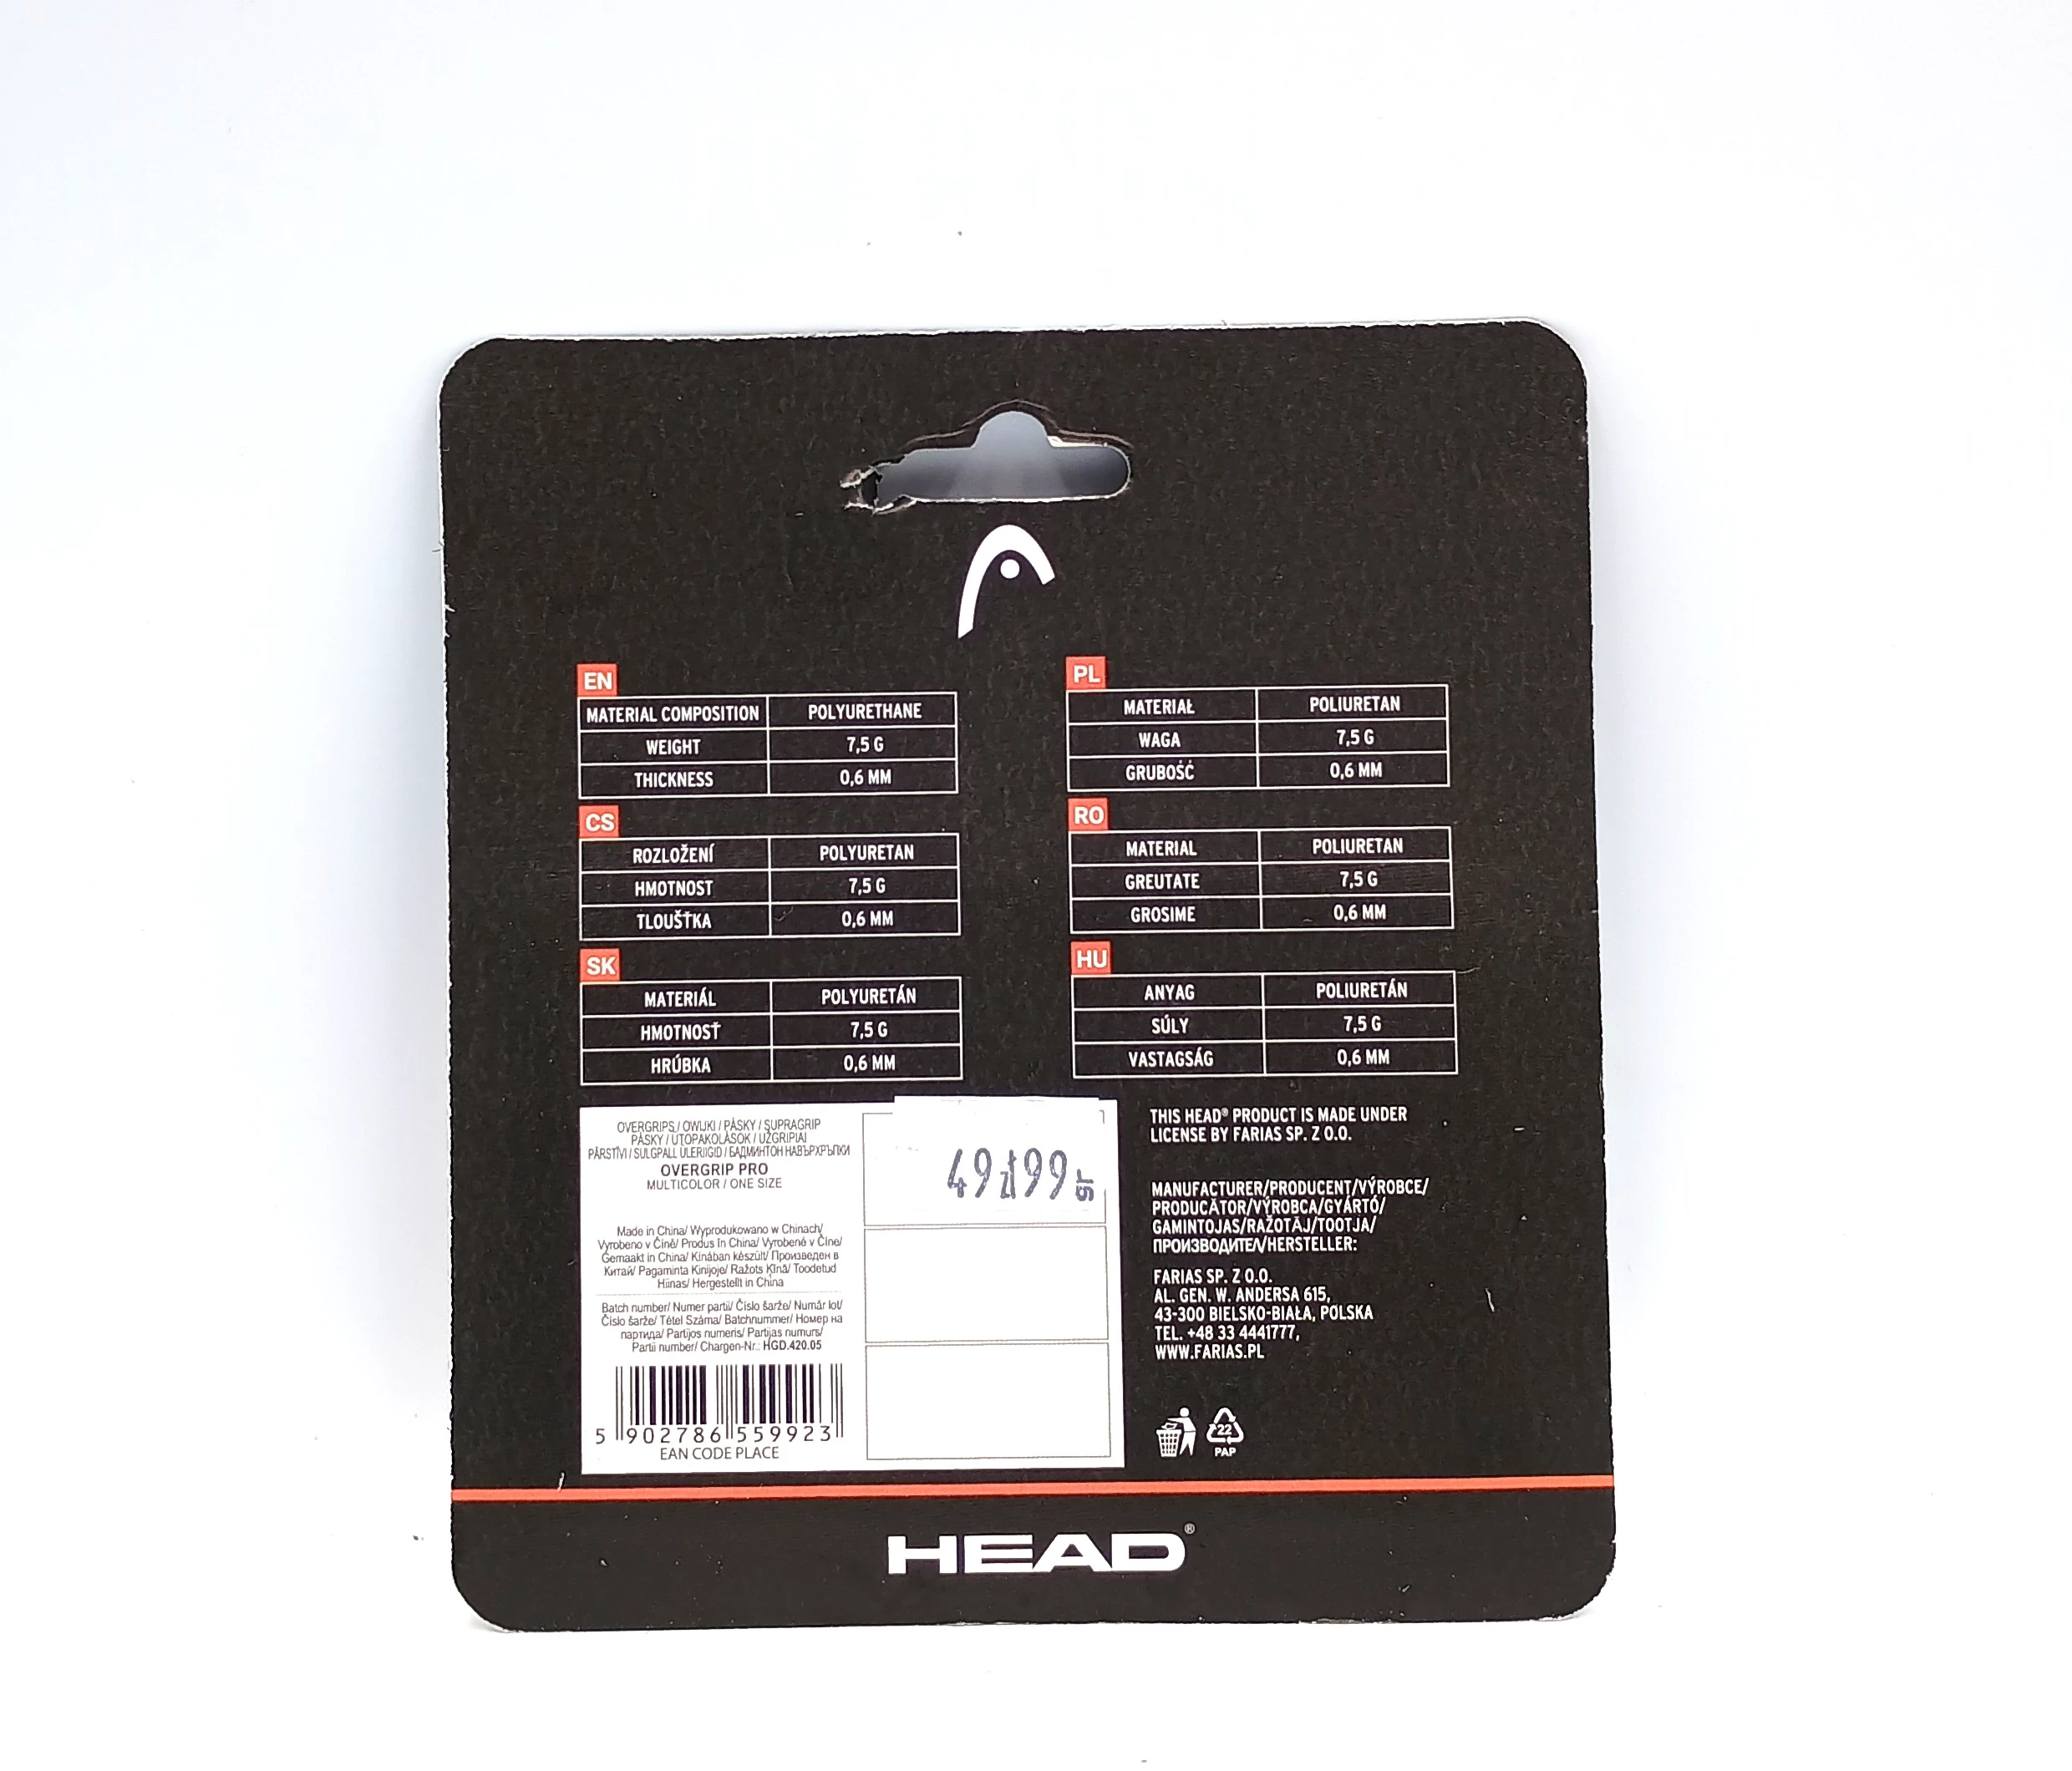 EN
MATERIAL COMPOSITION POLYURETHANE
WEIGHT 7,5 G
THICKNESS 0,6 MM
CS
ROZLOŽENÍ POLYURETAN
HMOTNOST 7,5 G
TLOUŠŤKA 0,6 MM
SK
MATERIÁL POLYURETÁN
HMOTNOSŤ 7,5 G
HRÚBKA 0,6 MM
PL
MATERIAŁ POLIURETAN
WAGA 7,5 G
GRUBOŚĆ 0,6 MM
RO
MATERIAL POLIURETAN
GREUTATE 7,5 G
GROSIME 0,6 MM
HU
ANYAG POLIURETÁN
SÚLY 7,5 G
VASTAGSÁG 0,6 MM
OVERGRIPS / OWIJKI / PÁSKY / SUPRAGRIP
PÁSKY / UTOPAKOLÁSOK / UŽGRIPIAI
PĀRSTĪVI / SULGPALL ULERIIGID / БАДМИНТОН НАВЪРХРЪПКИ
OVERGRIP PRO
MULTICOLOR / ONE SIZE
Made in China/ Wyprodukowano w Chinach/
Vyrobeno v Číně/ Produs în China/ Vyrobené v Číne/
Gemaakt in China/ Kínában készült/ Произведен в
Китай/ Pagaminta Kinijoje/ Ražots Ķīnā/ Toodetud
Hiinas/ Hergestellt in China
Batch number/ Numer partii/ Číslo šarže/ Număr lot/
Číslo šarže/ Tétel Száma/ Batchnummer/ Номер на
партида/ Partijos numeris/ Partijas numurs/
Partii number/ Chargen-Nr.: HGD.420.05
5 902786 559923
EAN CODE PLACE
49zł99gr
THIS HEAD® PRODUCT IS MADE UNDER
LICENSE BY FARIAS SP. Z O.O.
MANUFACTURER/PRODUCENT/VÝROBCE/
PRODUCĂTOR/VÝROBCA/GYÁRTÓ/
GAMINTOJAS/RAŽOTĀJ/TOOTJA/
ПРОИЗВОДИТЕЛ/HERSTELLER:
FARIAS SP. Z O.O.
AL. GEN. W. ANDERSA 615,
43-300 BIELSKO-BIAŁA, POLSKA
TEL. +48 33 4441777,
WWW.FARIAS.PL
22
PAP
HEAD®